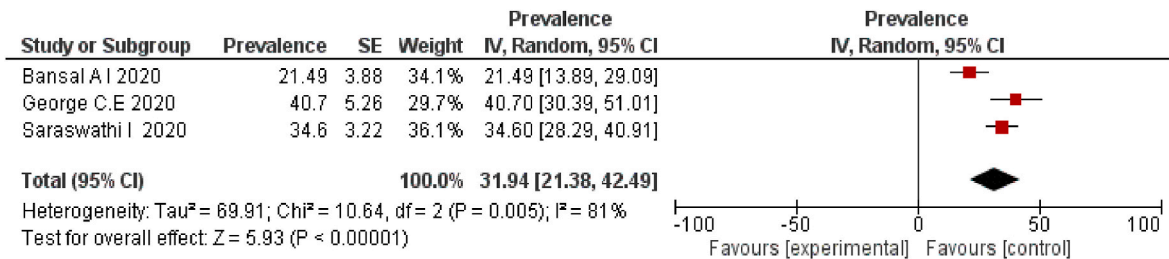 Prevalence Prevalence
Study or Subgroup Prevalence SE Weight IV, Random, 95% CI IV, Random, 95% CI
Bansal A I 2020 21.49 3.88 34.1% 21.49 [13.89, 29.09]
George C.E 2020 40.7 5.26 29.7% 40.70 [30.39, 51.01]
Saraswathi I 2020 34.6 3.22 36.1% 34.60 [28.29, 40.91]
Total (95% CI) 100.0% 31.94 [21.38, 42.49]
Heterogeneity: Tau² = 69.91; Chi² = 10.64, df = 2 (P = 0.005); I² = 81%
Test for overall effect: Z = 5.93 (P < 0.00001)
-100 -50 0 50 100
Favours [experimental] Favours [control]